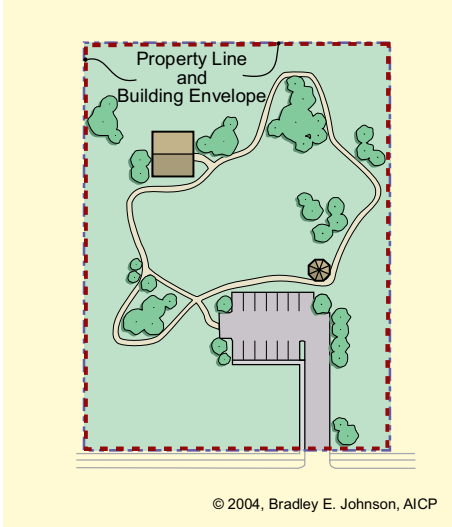 Property Line
and
Building Envelope
© 2004, Bradley E. Johnson, AICP